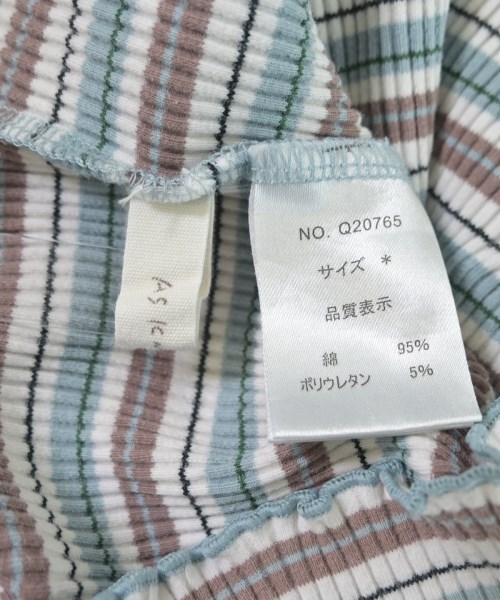 NO. Q20765
サイズ *
品質表示
綿 95%
ポリウレタン 5%